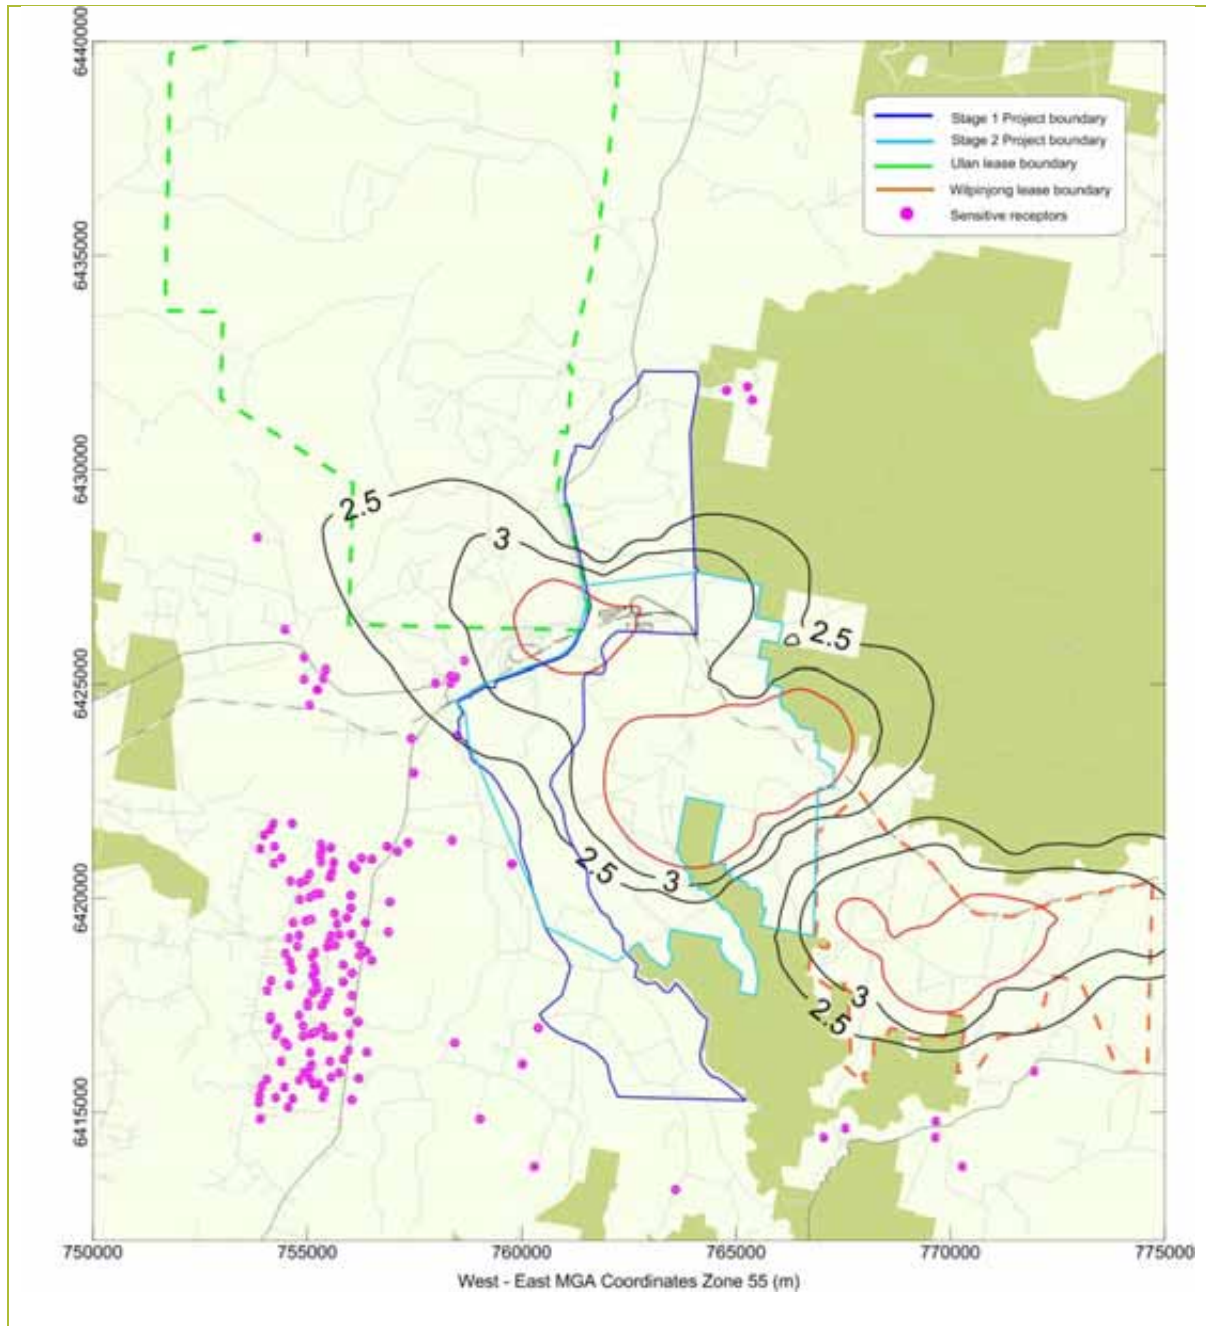 6440000
Stage 1 Project boundary
Stage 2 Project boundary
Ulan lease boundary
Wilpinjong lease boundary
Sensitive receptors
6435000
6430000
2.5
3
2.5
6425000
2.5
3
6420000
3
2.5
6415000
750000 755000 760000 765000 770000 775000
West - East MGA Coordinates Zone 55 (m)